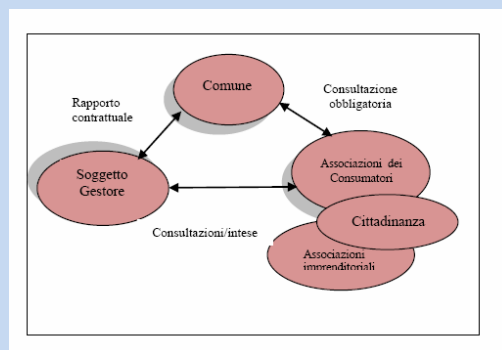 Comune
Rapporto
contrattuale
Consultazione
obbligatoria
Soggetto
Gestore
Associazioni dei
Consumatori
Cittadinanza
Consultazioni/intese
Associazioni
imprenditoriali